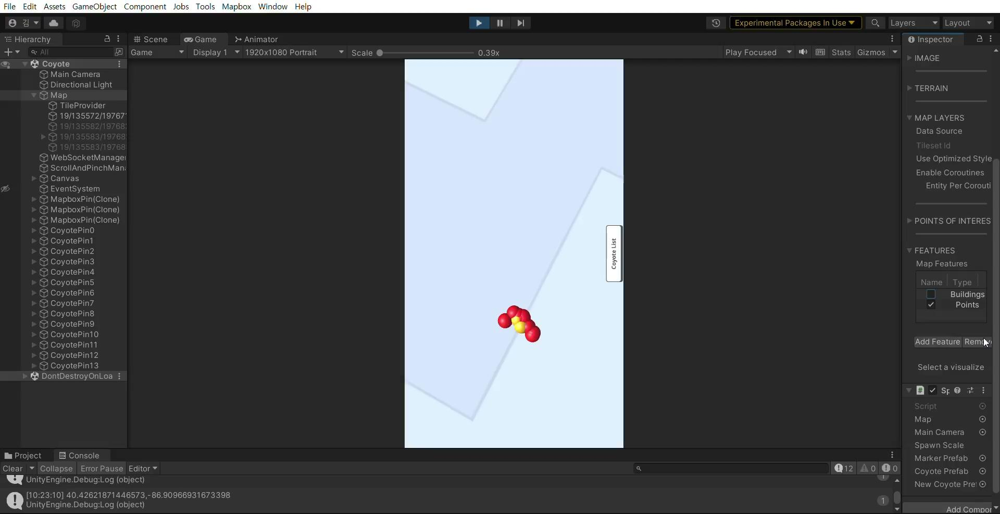 File Edit Assets GameObject Component Jobs Tools Mapbox Window Help
김 Experimental Packages In Use Layers Layout
Hierarchy
All
Coyote
Main Camera
Directional Light
Map
TileProvider
19/135572/19767
19/135582/19768
19/135583/19768
19/135583/19768
WebSocketManager
ScrollAndPinchMana
Canvas
EventSystem
MapboxPin(Clone)
MapboxPin(Clone)
MapboxPin(Clone)
CoyotePin0
CoyotePin1
CoyotePin2
CoyotePin3
CoyotePin4
CoyotePin5
CoyotePin6
CoyotePin7
CoyotePin8
CoyotePin9
CoyotePin10
CoyotePin11
CoyotePin12
CoyotePin13
DontDestroyOnLoa
Scene Game Animator
Game Display 1 1920x1080 Portrait Scale 0.39x Play Focused Stats Gizmos
Coyote List
Inspector
IMAGE
TERRAIN
MAP LAYERS
Data Source
Tileset Id
Use Optimized Style
Enable Coroutines
Entity Per Corouti
POINTS OF INTERES
FEATURES
Map Features
Name Type
Buildings
Points
Add Feature Remov
Select a visualize
Sp
Script
Map
Main Camera
Spawn Scale
Marker Prefab
Coyote Prefab
New Coyote Pref
Add Compor
Project Console
Clear Collapse Error Pause Editor 12 0 0
UnityEngine.Debug:Log (object) 1
[10:23:10] 40.42621871446573,-86.90966931673398
UnityEngine.Debug:Log (object) 1